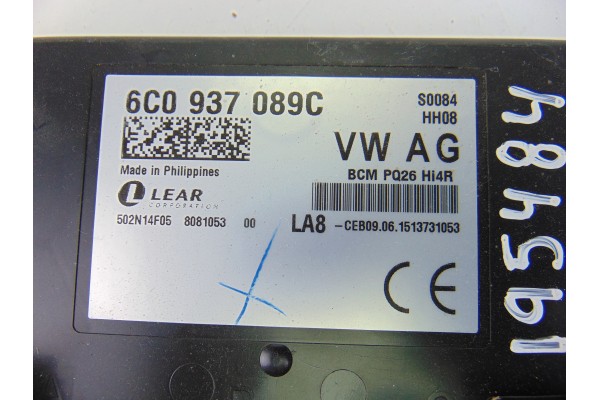 6C0 937 089C
S0084
HH08
VW AG
BCM PQ26 Hi4R
Made in Philippines
LEAR
CORPORATION
502N14F05 8081053 00
LA8 -CEB09.06.1513731053
CE
195484